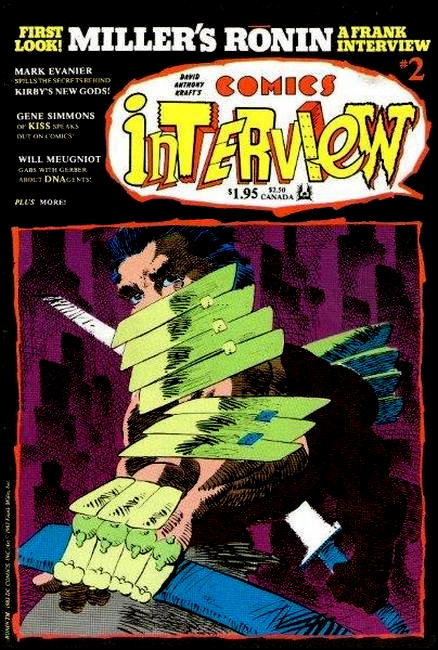 FIRST LOOK! MILLER'S RONIN A FRANK INTERVIEW
#2
MARK EVANIER
SPILLS THE SECRETS BEHIND
KIRBY'S NEW GODS!
GENE SIMMONS
OF KISS SPEAKS
OUT ON COMICS!
WILL MEUGNIOT
GABS WITH GERBER
ABOUT DNAGENTS!
PLUS MORE!
DAVID
ANTHONY
KRAFT'S
COMICS
INTERVIEW
$1.95 $2.50
CANADA